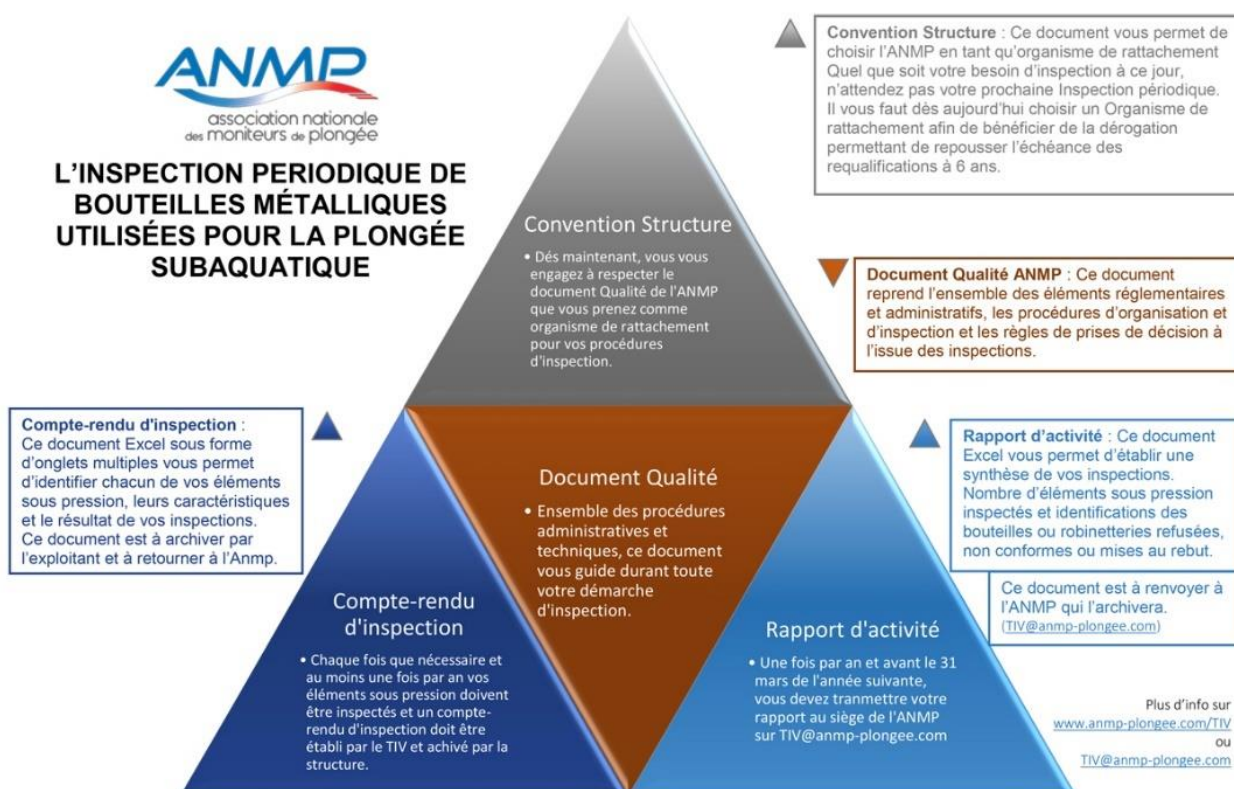 ANMP
association nationale
des moniteurs de plongée
L'INSPECTION PERIODIQUE DE
BOUTEILLES MÉTALLIQUES
UTILISÉES POUR LA PLONGÉE
SUBAQUATIQUE
Convention Structure : Ce document vous permet de
choisir l'ANMP en tant qu'organisme de rattachement
Quel que soit votre besoin d'inspection à ce jour,
n'attendez pas votre prochaine Inspection périodique.
Il vous faut dès aujourd'hui choisir un Organisme de
rattachement afin de bénéficier de la dérogation
permettant de repousser l'échéance des
requalifications à 6 ans.
Convention Structure
• Dés maintenant, vous vous
engagez à respecter le
document Qualité de l'ANMP
que vous prenez comme
organisme de rattachement
pour vos procédures
d'inspection.
Document Qualité ANMP : Ce document
reprend l'ensemble des éléments réglementaires
et administratifs, les procédures d'organisation et
d'inspection et les règles de prises de décision à
l'issue des inspections.
Compte-rendu d'inspection :
Ce document Excel sous forme
d'onglets multiples vous permet
d'identifier chacun de vos éléments
sous pression, leurs caractéristiques
et le résultat de vos inspections.
Ce document est à archiver par
l'exploitant et à retourner à l'Anmp.
Document Qualité
• Ensemble des procédures
administratives et
techniques, ce document
vous guide durant toute
votre démarche
d'inspection.
Rapport d'activité : Ce document
Excel vous permet d'établir une
synthèse de vos inspections.
Nombre d'éléments sous pression
inspectés et identifications des
bouteilles ou robinetteries refusées,
non conformes ou mises au rebut.
Ce document est à renvoyer à
l'ANMP qui l'archivera.
(TIV@anmp-plongee.com)
Compte-rendu
d'inspection
• Chaque fois que nécessaire et
au moins une fois par an vos
éléments sous pression doivent
être inspectés et un compte-
rendu d'inspection doit être
établi par le TIV et achivé par la
structure.
Rapport d'activité
• Une fois par an et avant le 31
mars de l'année suivante,
vous devez tranmettre votre
rapport au siège de l'ANMP
sur TIV@anmp-plongee.com
Plus d'info sur
www.anmp-plongee.com/TIV
ou
TIV@anmp-plongee.com